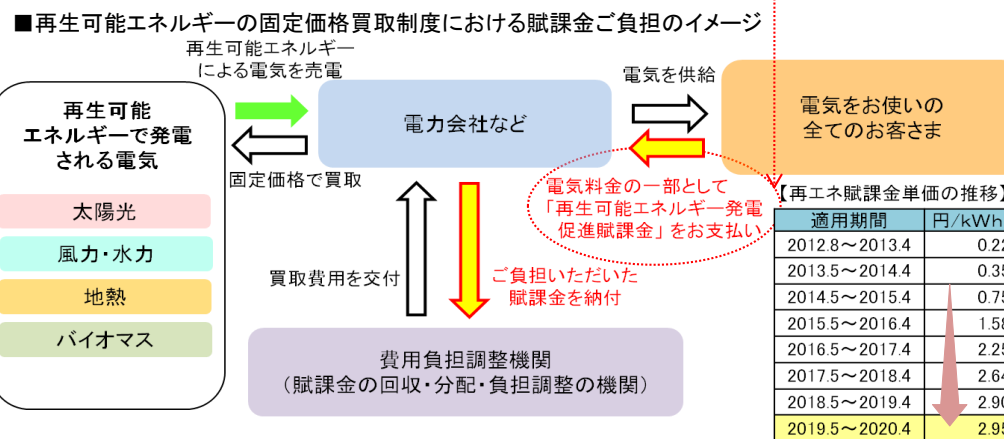 ■再生可能エネルギーの固定価格買取制度における賦課金ご負担のイメージ
再生可能エネルギー
による電気を売電
電気を供給
再生可能
エネルギーで発電
される電気
電力会社など
電気をお使いの
全てのお客さま
固定価格で買取
太陽光
風力・水力
地熱
バイオマス
電気料金の一部として
「再生可能エネルギー発電
促進賦課金」をお支払い
買取費用を交付
ご負担いただいた
賦課金を納付
費用負担調整機関
（賦課金の回収・分配・負担調整の機関）
【再エネ賦課金単価の推移】
適用期間 円/kWh
2012.8～2013.4 0.22
2013.5～2014.4 0.35
2014.5～2015.4 0.75
2015.5～2016.4 1.58
2016.5～2017.4 2.25
2017.5～2018.4 2.64
2018.5～2019.4 2.90
2019.5～2020.4 2.95